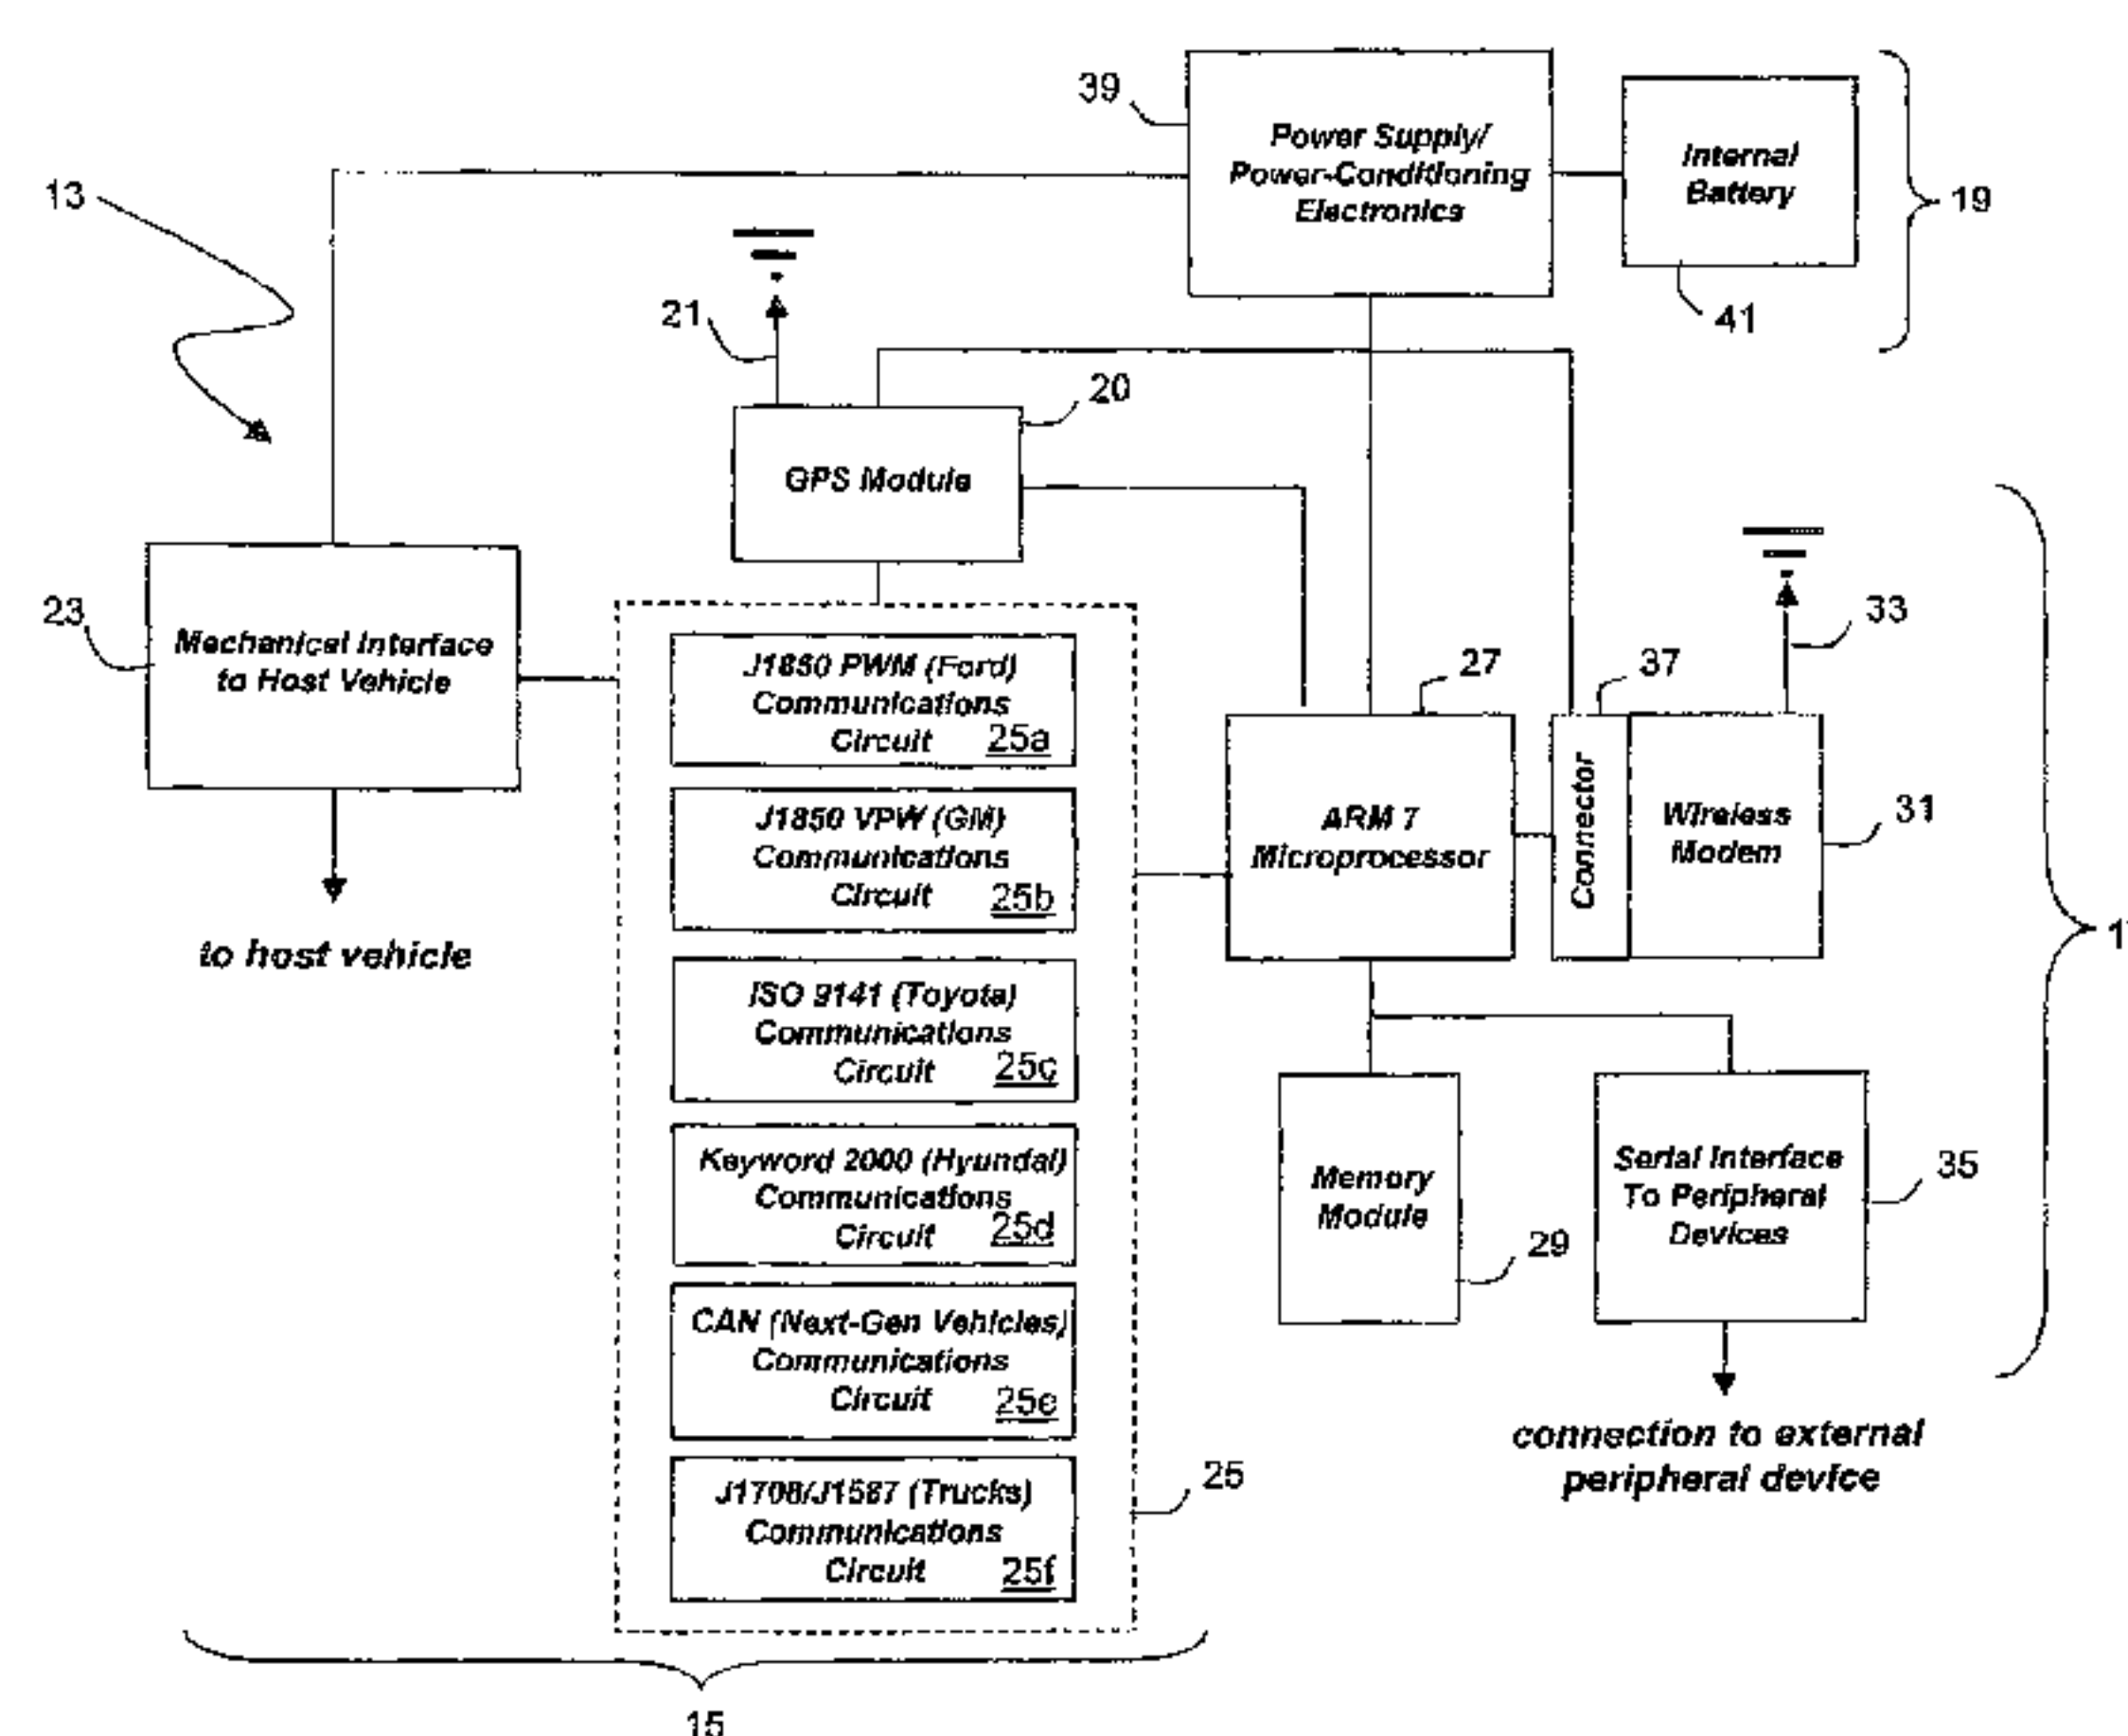 39
Power Supply/
Power-Conditioning
Electronics
Internal
Battery
19
41
13
21
20
GPS Module
23
Mechanical Interface
to Host Vehicle
to host vehicle
J1850 PWM (Ford)
Communications
Circuit 25a
J1850 VPW (GM)
Communications
Circuit 25b
ISO 9141 (Toyota)
Communications
Circuit 25c
Keyword 2000 (Hyundai)
Communications
Circuit 25d
CAN (Next-Gen Vehicles)
Communications
Circuit 25e
J1708/J1587 (Trucks)
Communications
Circuit 25f
25
15
27
ARM 7
Microprocessor
37
Connector
33
Wireless
Modem
31
Memory
Module
29
Serial Interface
To Peripheral
Devices
35
connection to external
peripheral device